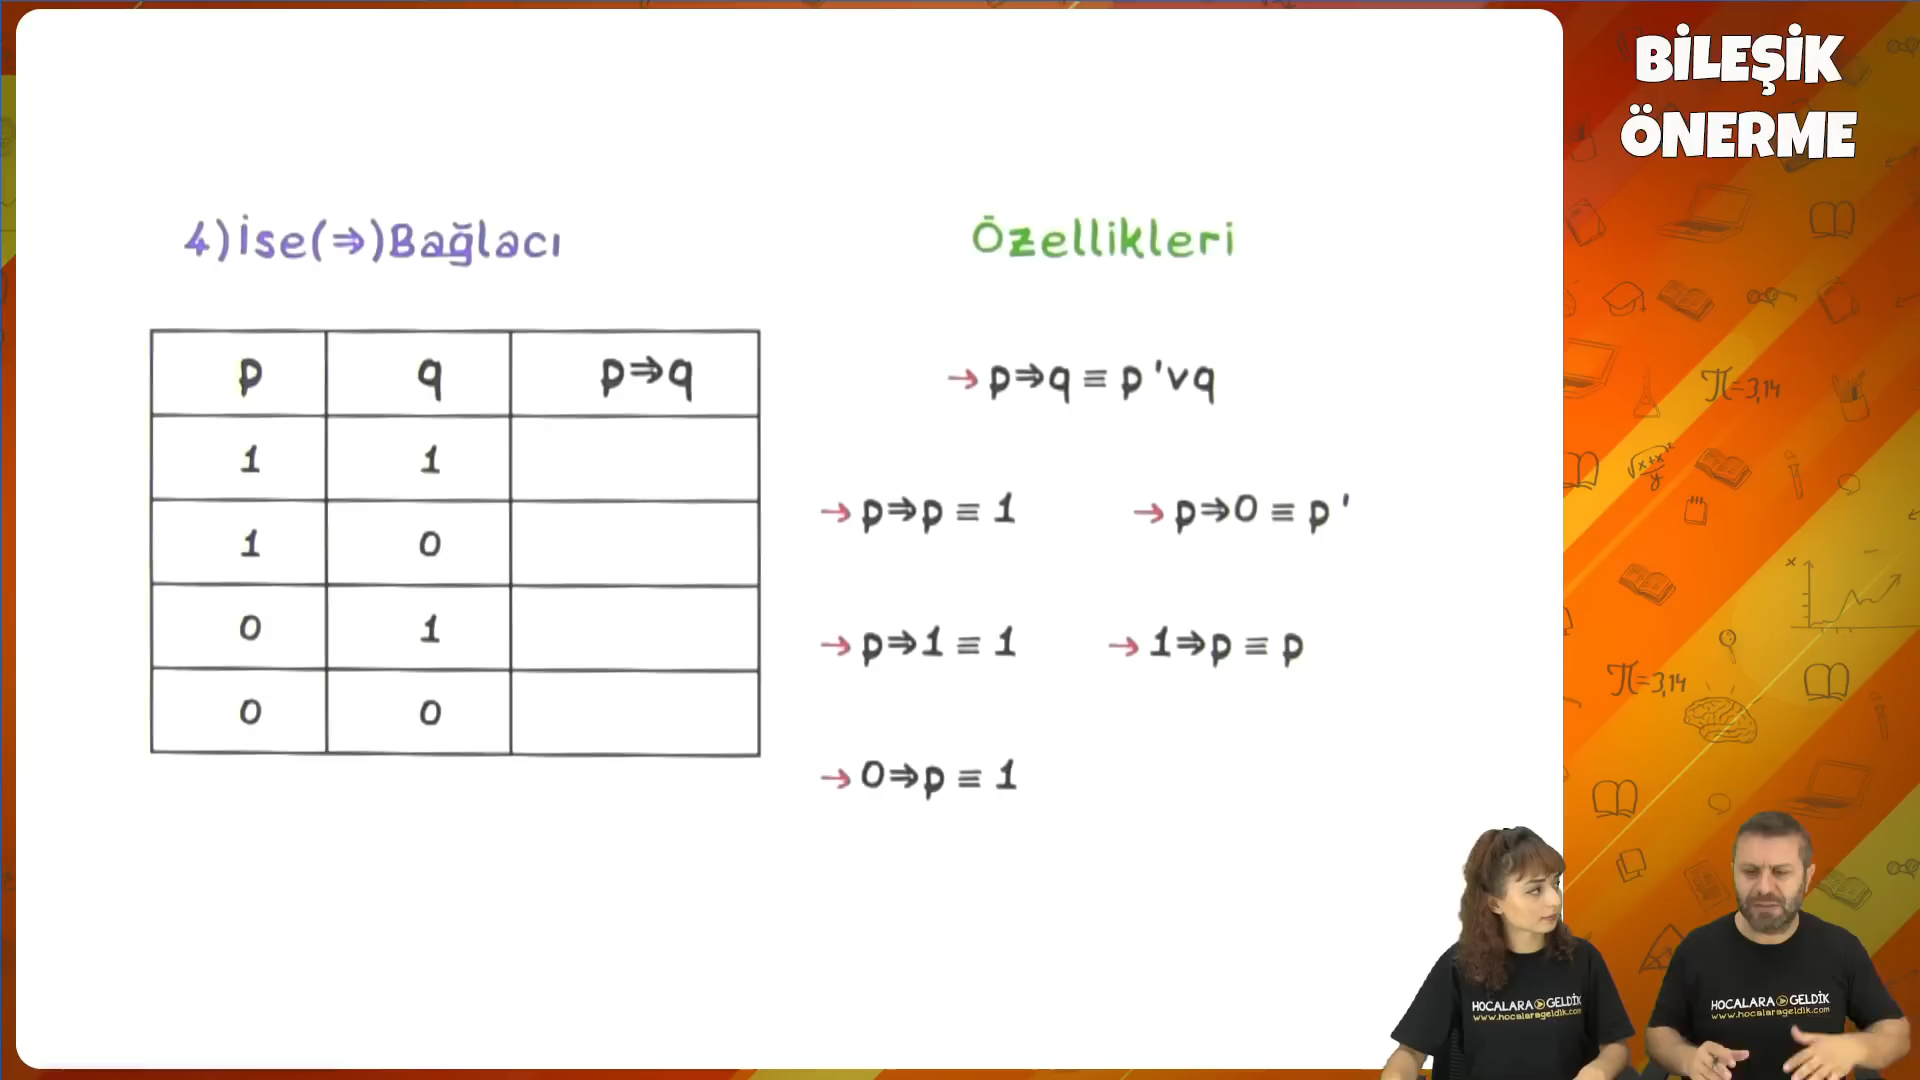 BİLEŞİK
ÖNERME
4)İse(⇒)Bağlacı
p q p⇒q
1 1
1 0
0 1
0 0
Özellikleri
→ p⇒q ≡ p'vq
→ p⇒p ≡ 1 → p⇒0 ≡ p'
→ p⇒1 ≡ 1 → 1⇒p ≡ p
→ 0⇒p ≡ 1
π=3,14
√x+x² / y
x
π=3,14
HOCALARA GELDİK
www.hocalarageldik.com
HOCALARA GELDİK
www.hocalarageldik.com